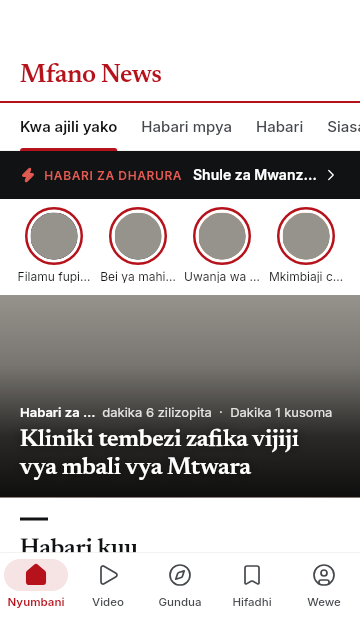 Mfano News
Kwa ajili yako Habari mpya Habari Siasa
HABARI ZA DHARURA Shule za Mwanz...
Filamu fupi... Bei ya mahi... Uwanja wa ... Mkimbiaji c...
Habari za ... dakika 6 zilizopita · Dakika 1 kusoma
Kliniki tembezi zafika vijiji
vya mbali vya Mtwara
Habari kuu
Nyumbani Video Gundua Hifadhi Wewe